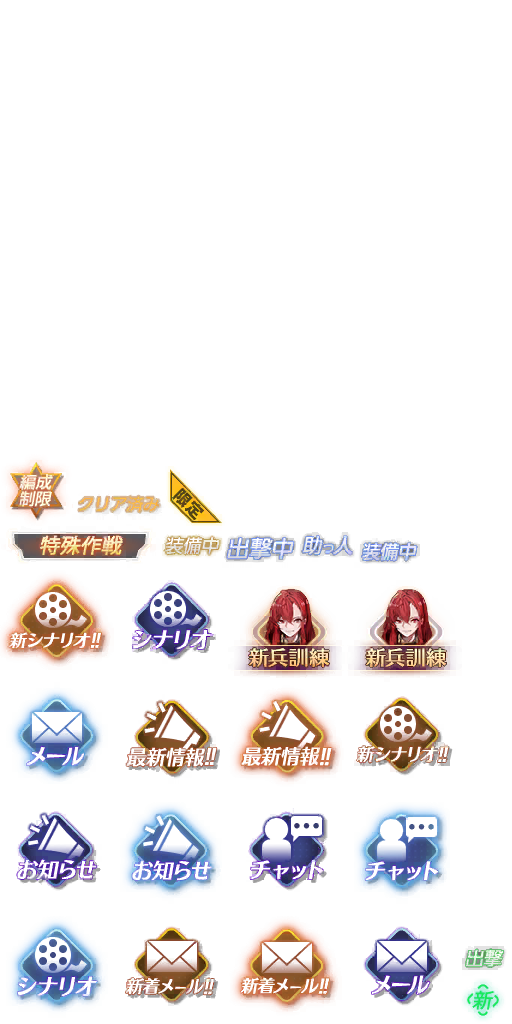 編成
制限
クリア済み
限定
特殊作戦
装備中
出撃中
助っ人
装備中
新シナリオ!!
シナリオ
新兵訓練
新兵訓練
メール
最新情報!!
最新情報!!
新シナリオ!!
お知らせ
お知らせ
チャット
チャット
シナリオ
新着メール!!
新着メール!!
メール
出撃
新